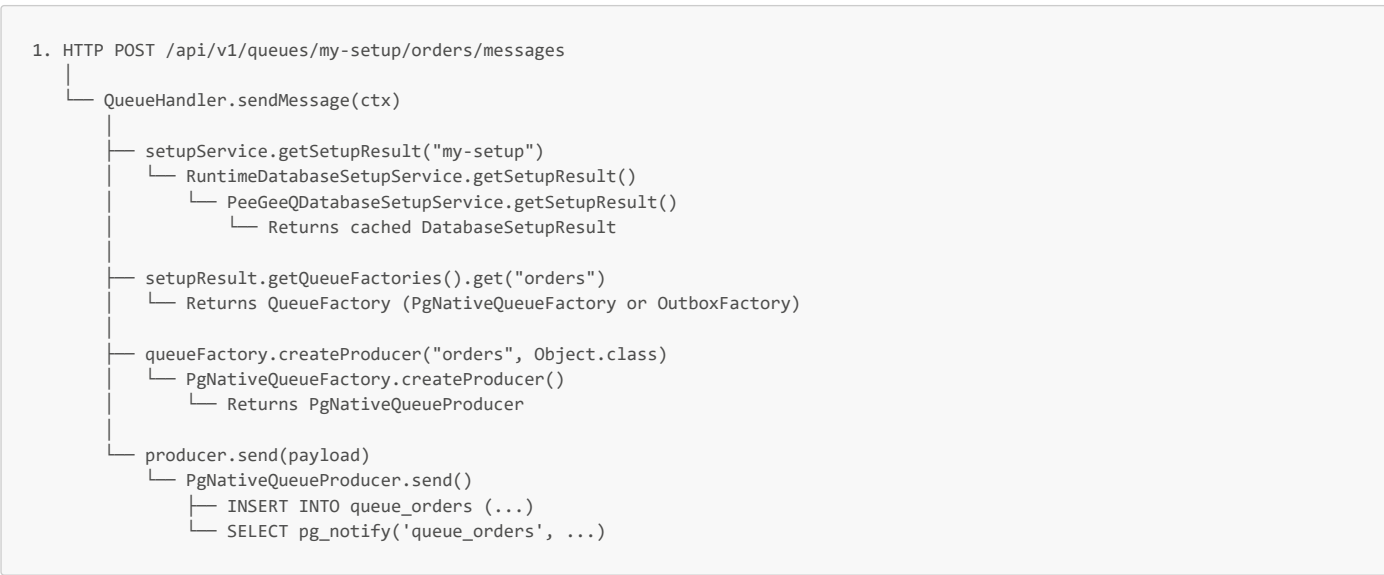 1. HTTP POST /api/v1/queues/my-setup/orders/messages
│
└── QueueHandler.sendMessage(ctx)
│
├── setupService.getSetupResult("my-setup")
│   └── RuntimeDatabaseSetupService.getSetupResult()
│       └── PeeGeeQDatabaseSetupService.getSetupResult()
│           └── Returns cached DatabaseSetupResult
│
├── setupResult.getQueueFactories().get("orders")
│   └── Returns QueueFactory (PgNativeQueueFactory or OutboxFactory)
│
├── queueFactory.createProducer("orders", Object.class)
│   └── PgNativeQueueFactory.createProducer()
│       └── Returns PgNativeQueueProducer
│
└── producer.send(payload)
└── PgNativeQueueProducer.send()
├── INSERT INTO queue_orders (...)
└── SELECT pg_notify('queue_orders', ...)